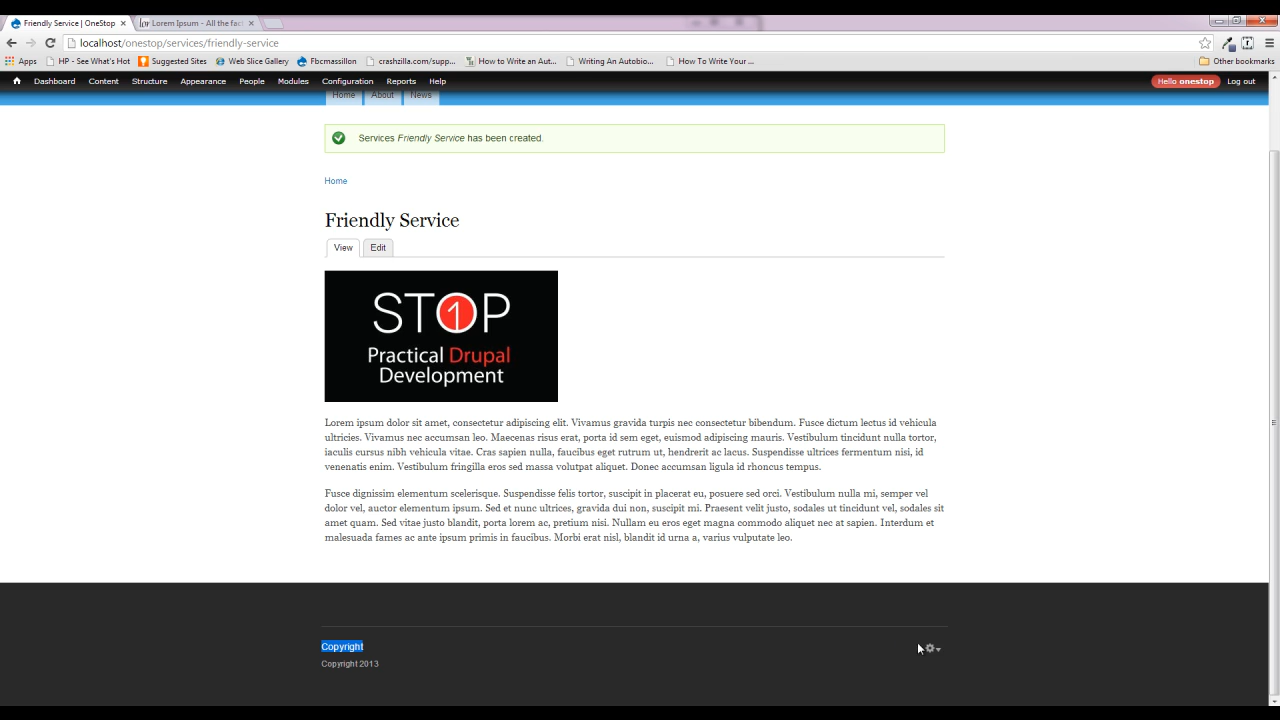 Friendly Service | OneStop
Lorem Ipsum - All the fac
localhost/onestop/services/friendly-service
Apps HP - See What's Hot Suggested Sites Web Slice Gallery Fbcmassillon crashzilla.com/supp... How to Write an Aut... Writing An Autobio... How To Write Your ... Other bookmarks
Dashboard Content Structure Appearance People Modules Configuration Reports Help Hello onestop Log out
Home About News
Services Friendly Service has been created.
Home
Friendly Service
View Edit
ST1P
Practical Drupal
Development
Lorem ipsum dolor sit amet, consectetur adipiscing elit. Vivamus gravida turpis nec consectetur bibendum. Fusce dictum lectus id vehicula
ultricies. Vivamus nec accumsan leo. Maecenas risus erat, porta id sem eget, euismod adipiscing mauris. Vestibulum tincidunt nulla tortor,
iaculis cursus nibh vehicula vitae. Cras sapien nulla, faucibus eget rutrum ut, hendrerit ac lacus. Suspendisse ultrices fermentum nisi, id
venenatis enim. Vestibulum fringilla eros sed massa volutpat aliquet. Donec accumsan ligula id rhoncus tempus.
Fusce dignissim elementum scelerisque. Suspendisse felis tortor, suscipit in placerat eu, posuere sed orci. Vestibulum nulla mi, semper vel
dolor vel, auctor elementum ipsum. Sed et nunc ultrices, gravida dui non, suscipit mi. Praesent velit justo, sodales ut tincidunt vel, sodales sit
amet quam. Sed vitae justo blandit, porta lorem ac, pretium nisi. Nullam eu eros eget magna commodo aliquet nec at sapien. Interdum et
malesuada fames ac ante ipsum primis in faucibus. Morbi erat nisl, blandit id urna a, varius vulputate leo.
Copyright
Copyright 2013